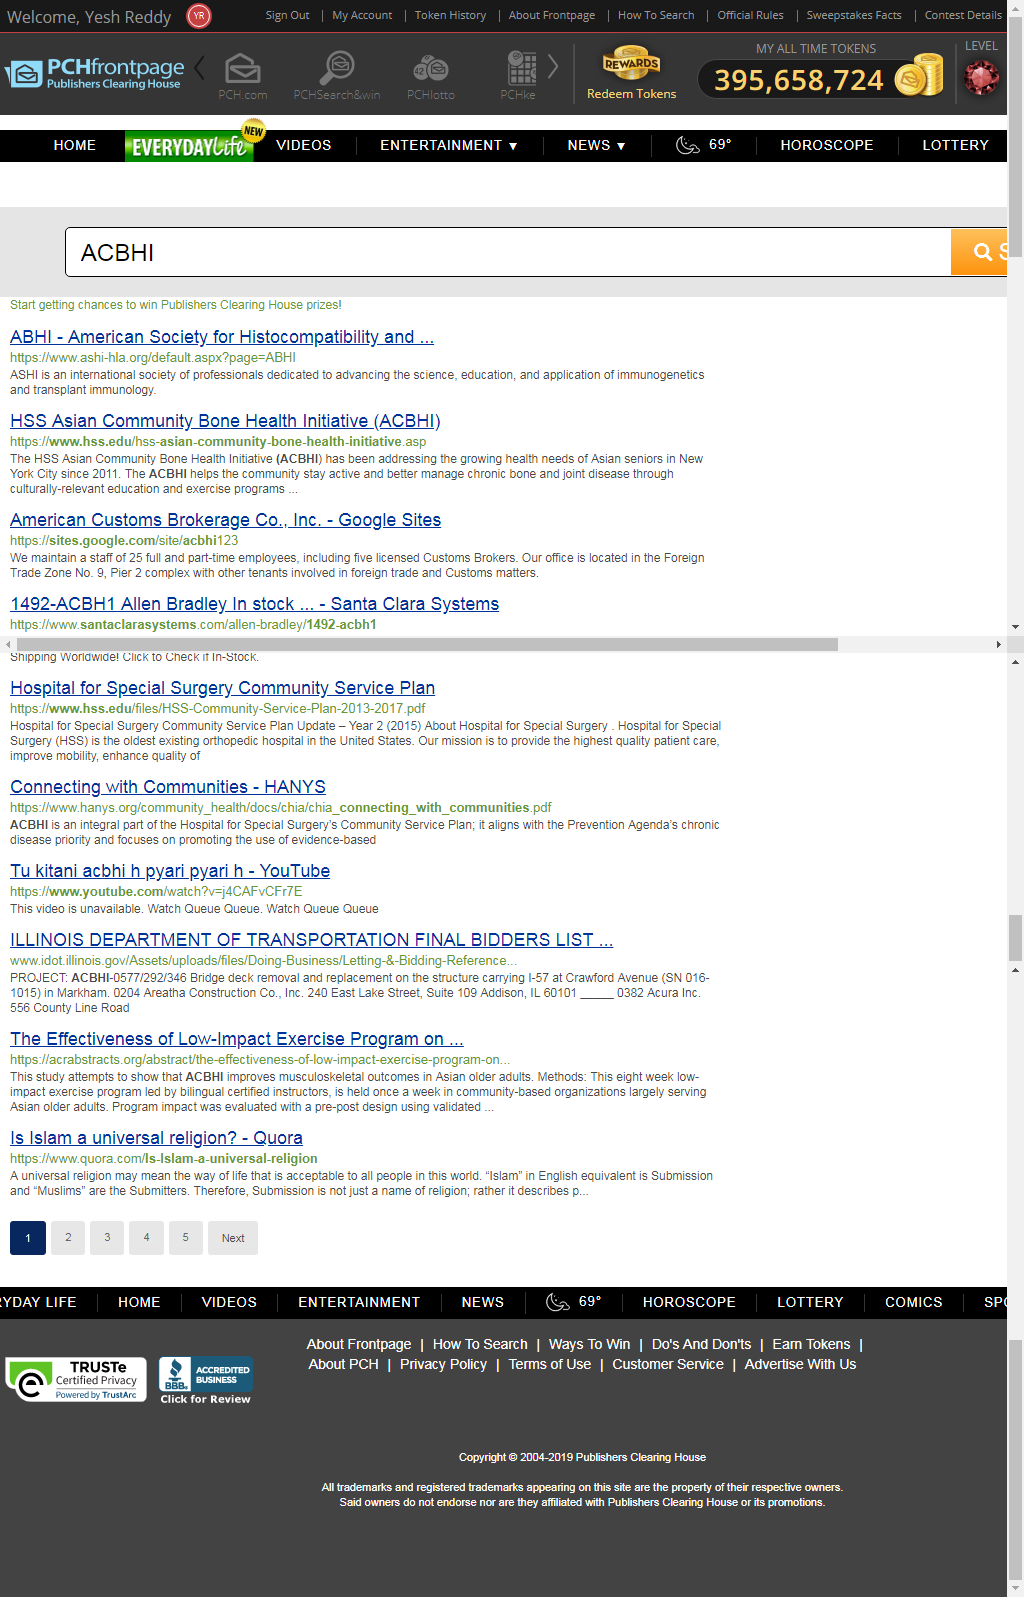 Welcome, Yesh Reddy YR Sign Out | My Account | Token History | About Frontpage | How To Search | Official Rules | Sweepstakes Facts | Contest Details
PCHfrontpage
Publishers Clearing House
PCH.com PCHSearch&win PCHlotto PCHke
REWARDS
Redeem Tokens
MY ALL TIME TOKENS
395,658,724
LEVEL
HOME EVERYDAY Life NEW VIDEOS ENTERTAINMENT ▼ NEWS ▼ 69° HOROSCOPE LOTTERY
ACBHI S
Start getting chances to win Publishers Clearing House prizes!
ABHI - American Society for Histocompatibility and ...
https://www.ashi-hla.org/default.aspx?page=ABHI
ASHI is an international society of professionals dedicated to advancing the science, education, and application of immunogenetics
and transplant immunology.
HSS Asian Community Bone Health Initiative (ACBHI)
https://www.hss.edu/hss-asian-community-bone-health-initiative.asp
The HSS Asian Community Bone Health Initiative (ACBHI) has been addressing the growing health needs of Asian seniors in New
York City since 2011. The ACBHI helps the community stay active and better manage chronic bone and joint disease through
culturally-relevant education and exercise programs ...
American Customs Brokerage Co., Inc. - Google Sites
https://sites.google.com/site/acbhi123
We maintain a staff of 25 full and part-time employees, including five licensed Customs Brokers. Our office is located in the Foreign
Trade Zone No. 9, Pier 2 complex with other tenants involved in foreign trade and Customs matters.
1492-ACBH1 Allen Bradley In stock ... - Santa Clara Systems
https://www.santaclarasystems.com/allen-bradley/1492-acbh1
Shipping Worldwide! Click to Check if In-Stock.
Hospital for Special Surgery Community Service Plan
https://www.hss.edu/files/HSS-Community-Service-Plan-2013-2017.pdf
Hospital for Special Surgery Community Service Plan Update – Year 2 (2015) About Hospital for Special Surgery . Hospital for Special
Surgery (HSS) is the oldest existing orthopedic hospital in the United States. Our mission is to provide the highest quality patient care,
improve mobility, enhance quality of
Connecting with Communities - HANYS
https://www.hanys.org/community_health/docs/chia/chia_connecting_with_communities.pdf
ACBHI is an integral part of the Hospital for Special Surgery's Community Service Plan; it aligns with the Prevention Agenda's chronic
disease priority and focuses on promoting the use of evidence-based
Tu kitani acbhi h pyari pyari h - YouTube
https://www.youtube.com/watch?v=j4CAFvCFr7E
This video is unavailable. Watch Queue Queue. Watch Queue Queue
ILLINOIS DEPARTMENT OF TRANSPORTATION FINAL BIDDERS LIST ...
www.idot.illinois.gov/Assets/uploads/files/Doing-Business/Letting-&-Bidding-Reference...
PROJECT: ACBHI-0577/292/346 Bridge deck removal and replacement on the structure carrying I-57 at Crawford Avenue (SN 016-
1015) in Markham. 0204 Areatha Construction Co., Inc. 240 East Lake Street, Suite 109 Addison, IL 60101 _____ 0382 Acura Inc.
556 County Line Road
The Effectiveness of Low-Impact Exercise Program on ...
https://acrabstracts.org/abstract/the-effectiveness-of-low-impact-exercise-program-on...
This study attempts to show that ACBHI improves musculoskeletal outcomes in Asian older adults. Methods: This eight week low-
impact exercise program led by bilingual certified instructors, is held once a week in community-based organizations largely serving
Asian older adults. Program impact was evaluated with a pre-post design using validated ...
Is Islam a universal religion? - Quora
https://www.quora.com/Is-Islam-a-universal-religion
A universal religion may mean the way of life that is acceptable to all people in this world. “Islam” in English equivalent is Submission
and “Muslims” are the Submitters. Therefore, Submission is not just a name of religion; rather it describes p...
1 2 3 4 5 Next
RYDAY LIFE HOME VIDEOS ENTERTAINMENT NEWS 69° HOROSCOPE LOTTERY COMICS SPO
About Frontpage | How To Search | Ways To Win | Do's And Don'ts | Earn Tokens |
About PCH | Privacy Policy | Terms of Use | Customer Service | Advertise With Us
TRUSTe
Certified Privacy
Powered by TrustArc
BBB. ACCREDITED
BUSINESS
Click for Review
Copyright © 2004-2019 Publishers Clearing House
All trademarks and registered trademarks appearing on this site are the property of their respective owners.
Said owners do not endorse nor are they affiliated with Publishers Clearing House or its promotions.